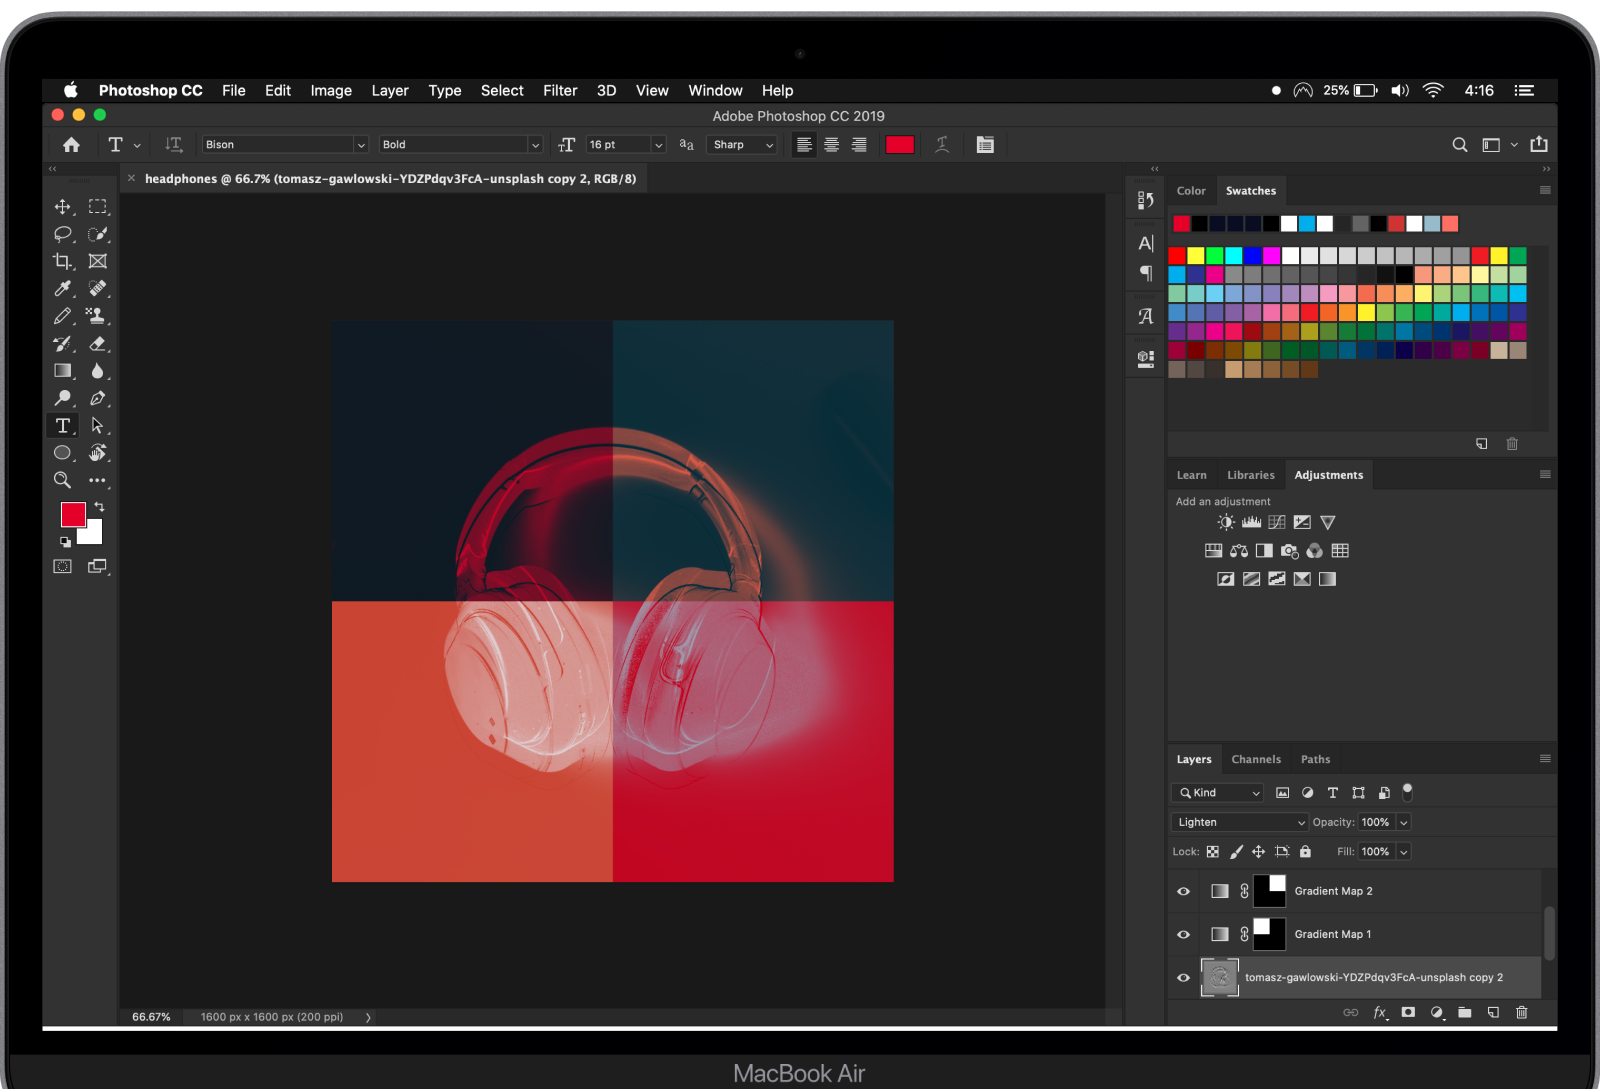 Photoshop CC File Edit Image Layer Type Select Filter 3D View Window Help 25% 4:16
Adobe Photoshop CC 2019
T T Bison Bold TT 16 pt aa Sharp
× headphones @ 66.7% (tomasz-gawlowski-YDZPdqv3FcA-unsplash copy 2, RGB/8)
Color Swatches
A
¶
A
T
Learn Libraries Adjustments
Add an adjustment
Layers Channels Paths
Kind T
Lighten Opacity: 100%
Lock: Fill: 100%
Gradient Map 2
Gradient Map 1
tomasz-gawlowski-YDZPdqv3FcA-unsplash copy 2
fx
66.67% 1600 px x 1600 px (200 ppi)
MacBook Air